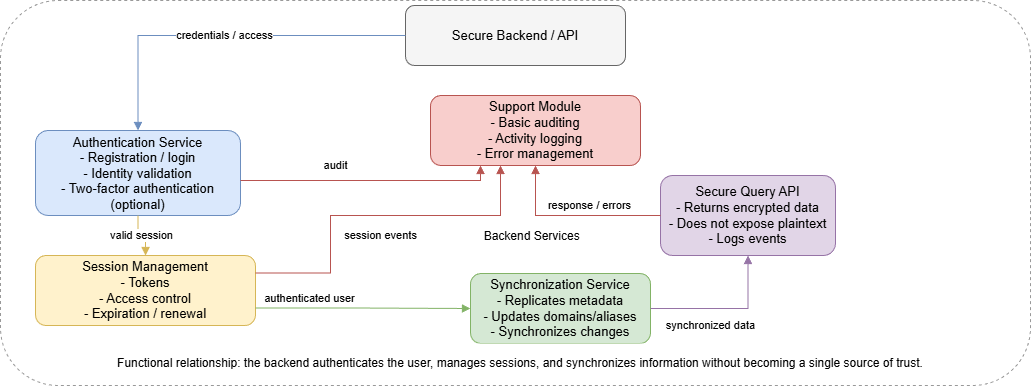 Secure Backend / API
credentials / access
Support Module
- Basic auditing
- Activity logging
- Error management
Authentication Service
- Registration / login
- Identity validation
- Two-factor authentication
(optional)
audit
Secure Query API
- Returns encrypted data
- Does not expose plaintext
- Logs events
response / errors
valid session
session events
Backend Services
Session Management
- Tokens
- Access control
- Expiration / renewal
authenticated user
Synchronization Service
- Replicates metadata
- Updates domains/aliases
- Synchronizes changes
synchronized data
Functional relationship: the backend authenticates the user, manages sessions, and synchronizes information without becoming a single source of trust.